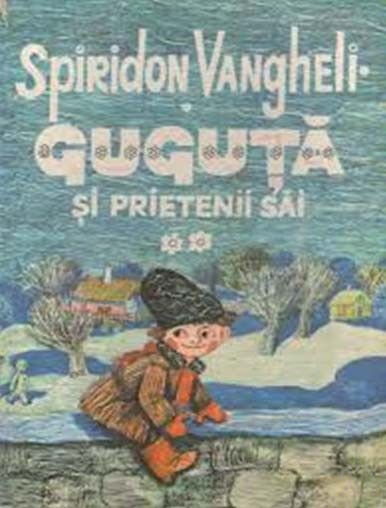 Spiridon Vangheli
GUGUȚĂ
ȘI PRIETENII SĂI